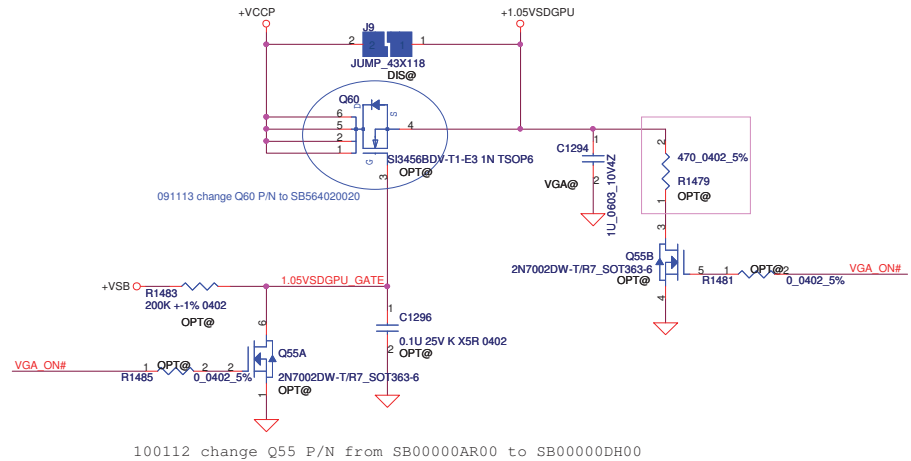 +VCCP
+1.05VSDGPU
J9
2 2 1 1
JUMP_43X118
DIS@
Q60
D
S
6
5
2
1
4
G
SI3456BDV-T1-E3 1N TSOP6
OPT@
3
091113 change Q60 P/N to SB564020020
1
C1294
VGA@
2
1U_0603_10V4Z
2
470_0402_5%
R1479
OPT@
1
3
Q55B
2N7002DW-T/R7_SOT363-6
OPT@
5
4
1 OPT@ 2
R1481
0_0402_5%
VGA_ON#
+VSB
R1483
200K +-1% 0402
OPT@
1.05VSDGPU_GATE
1
C1296
0.1U 25V K X5R 0402
2
OPT@
6
Q55A
2N7002DW-T/R7_SOT363-6
OPT@
1
VGA_ON#
1 OPT@ 2 2
R1485
0_0402_5%
100112 change Q55 P/N from SB00000AR00 to SB00000DH00